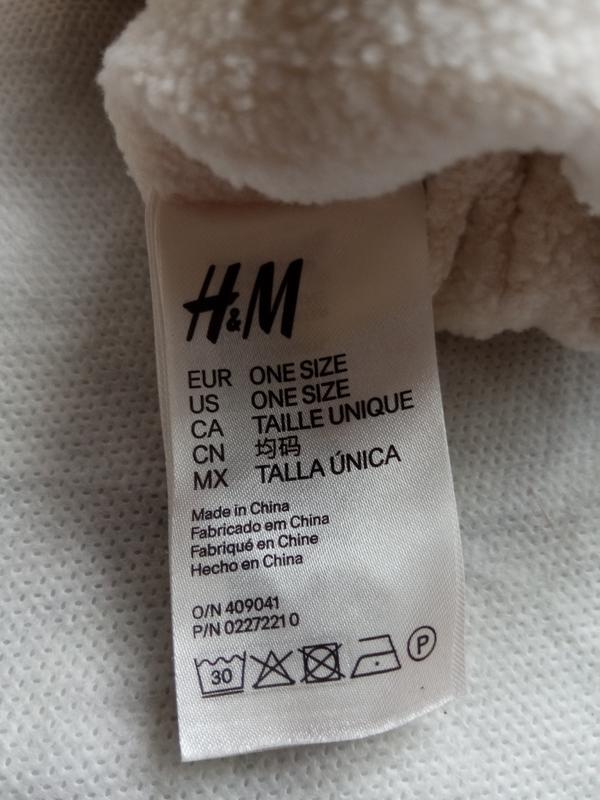 H&M
EUR ONE SIZE
US ONE SIZE
CA TAILLE UNIQUE
CN 均码
MX TALLA ÚNICA
Made in China
Fabricado em China
Fabriqué en Chine
Hecho en China
O/N 409041
P/N 02272210
30
P